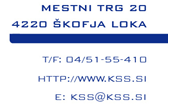 MESTNI TRG 20
4220 ŠKOFJA LOKA
T/F: 04/51-55-410
HTTP://WWW.KSS.SI
E: KSS@KSS.SI